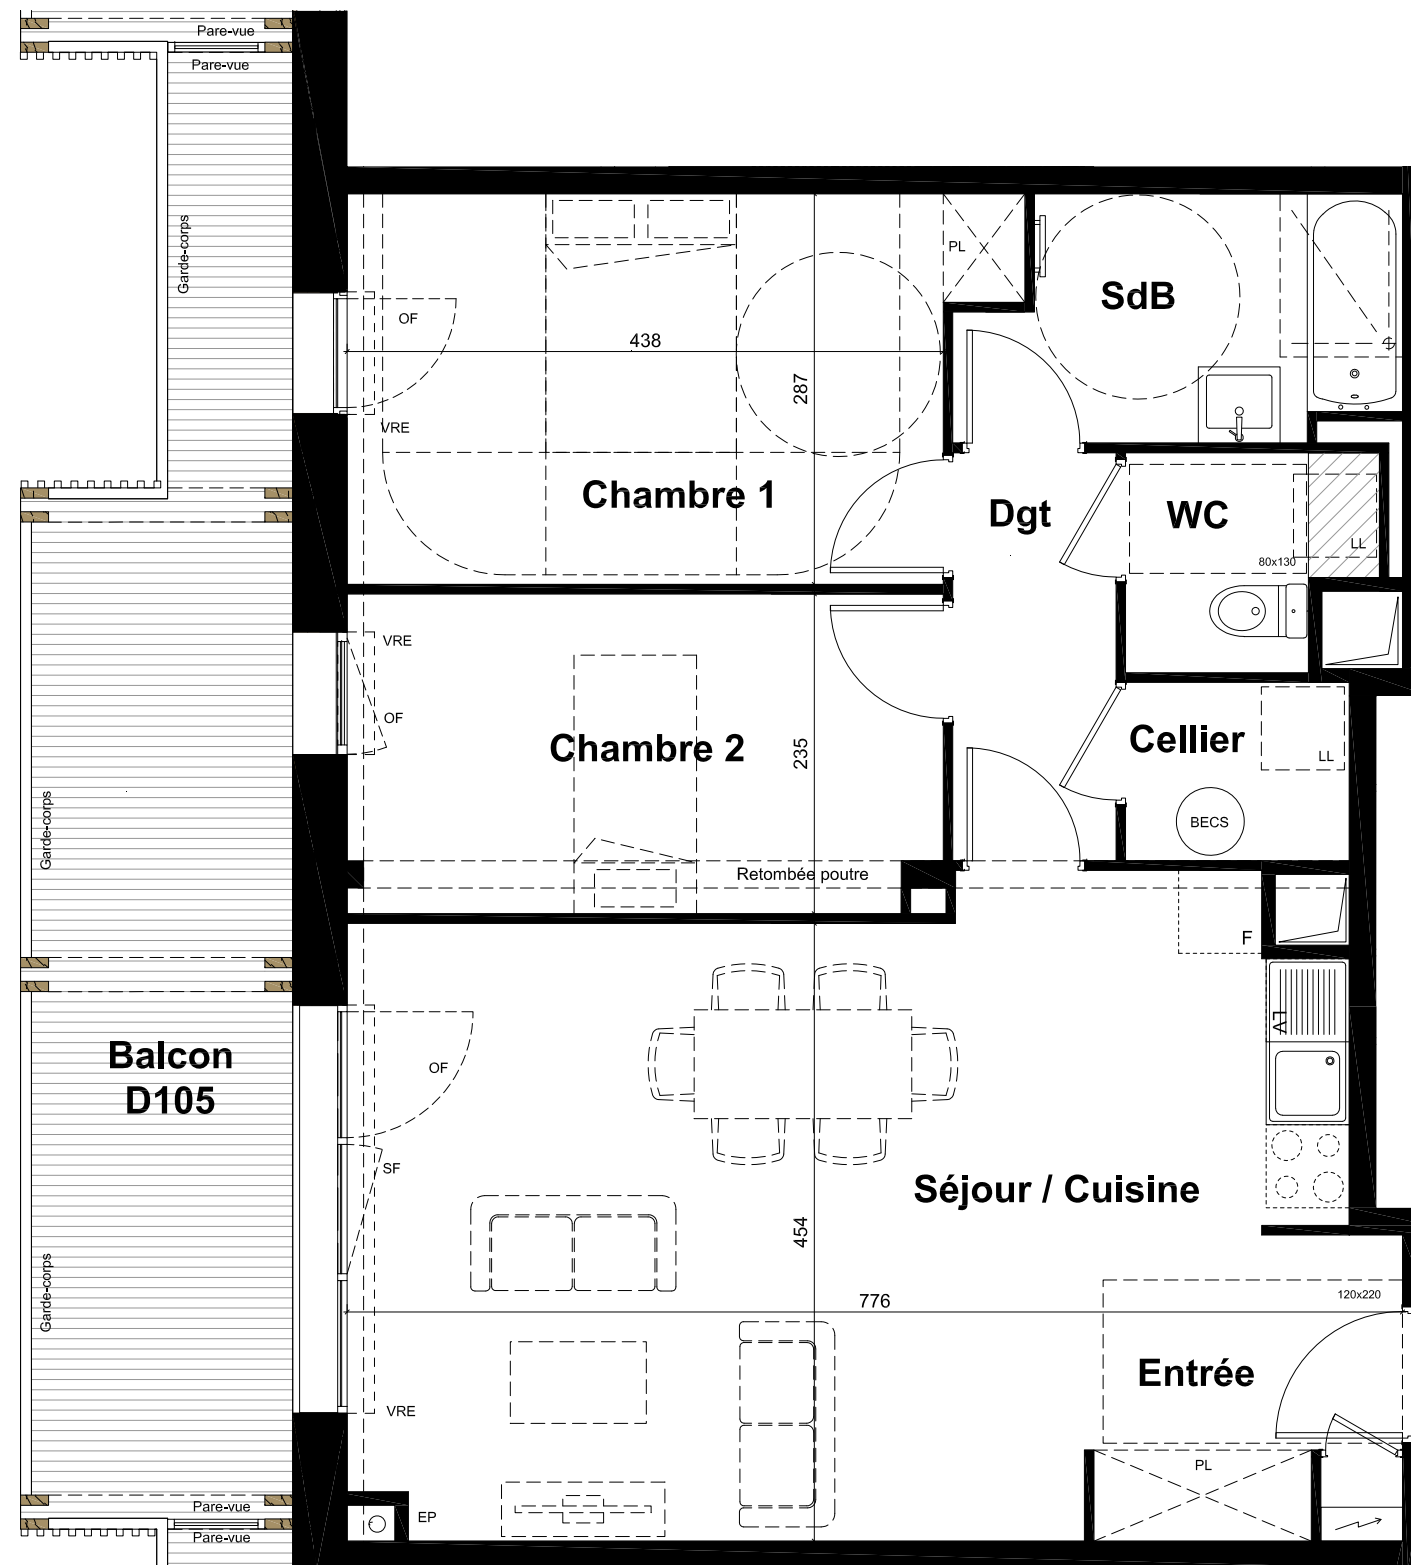 Pare-vue
Pare-vue
Garde-corps
PL
SdB
OF
438
287
VRE
Chambre 1
Dgt
WC
LL
80x130
VRE
OF
Chambre 2
235
Cellier
LL
BECS
Garde-corps
Retombée poutre
F
LV
Balcon
D105
OF
SF
Séjour / Cuisine
454
Garde-corps
776
120x220
Entrée
VRE
PL
EP
Pare-vue
Pare-vue